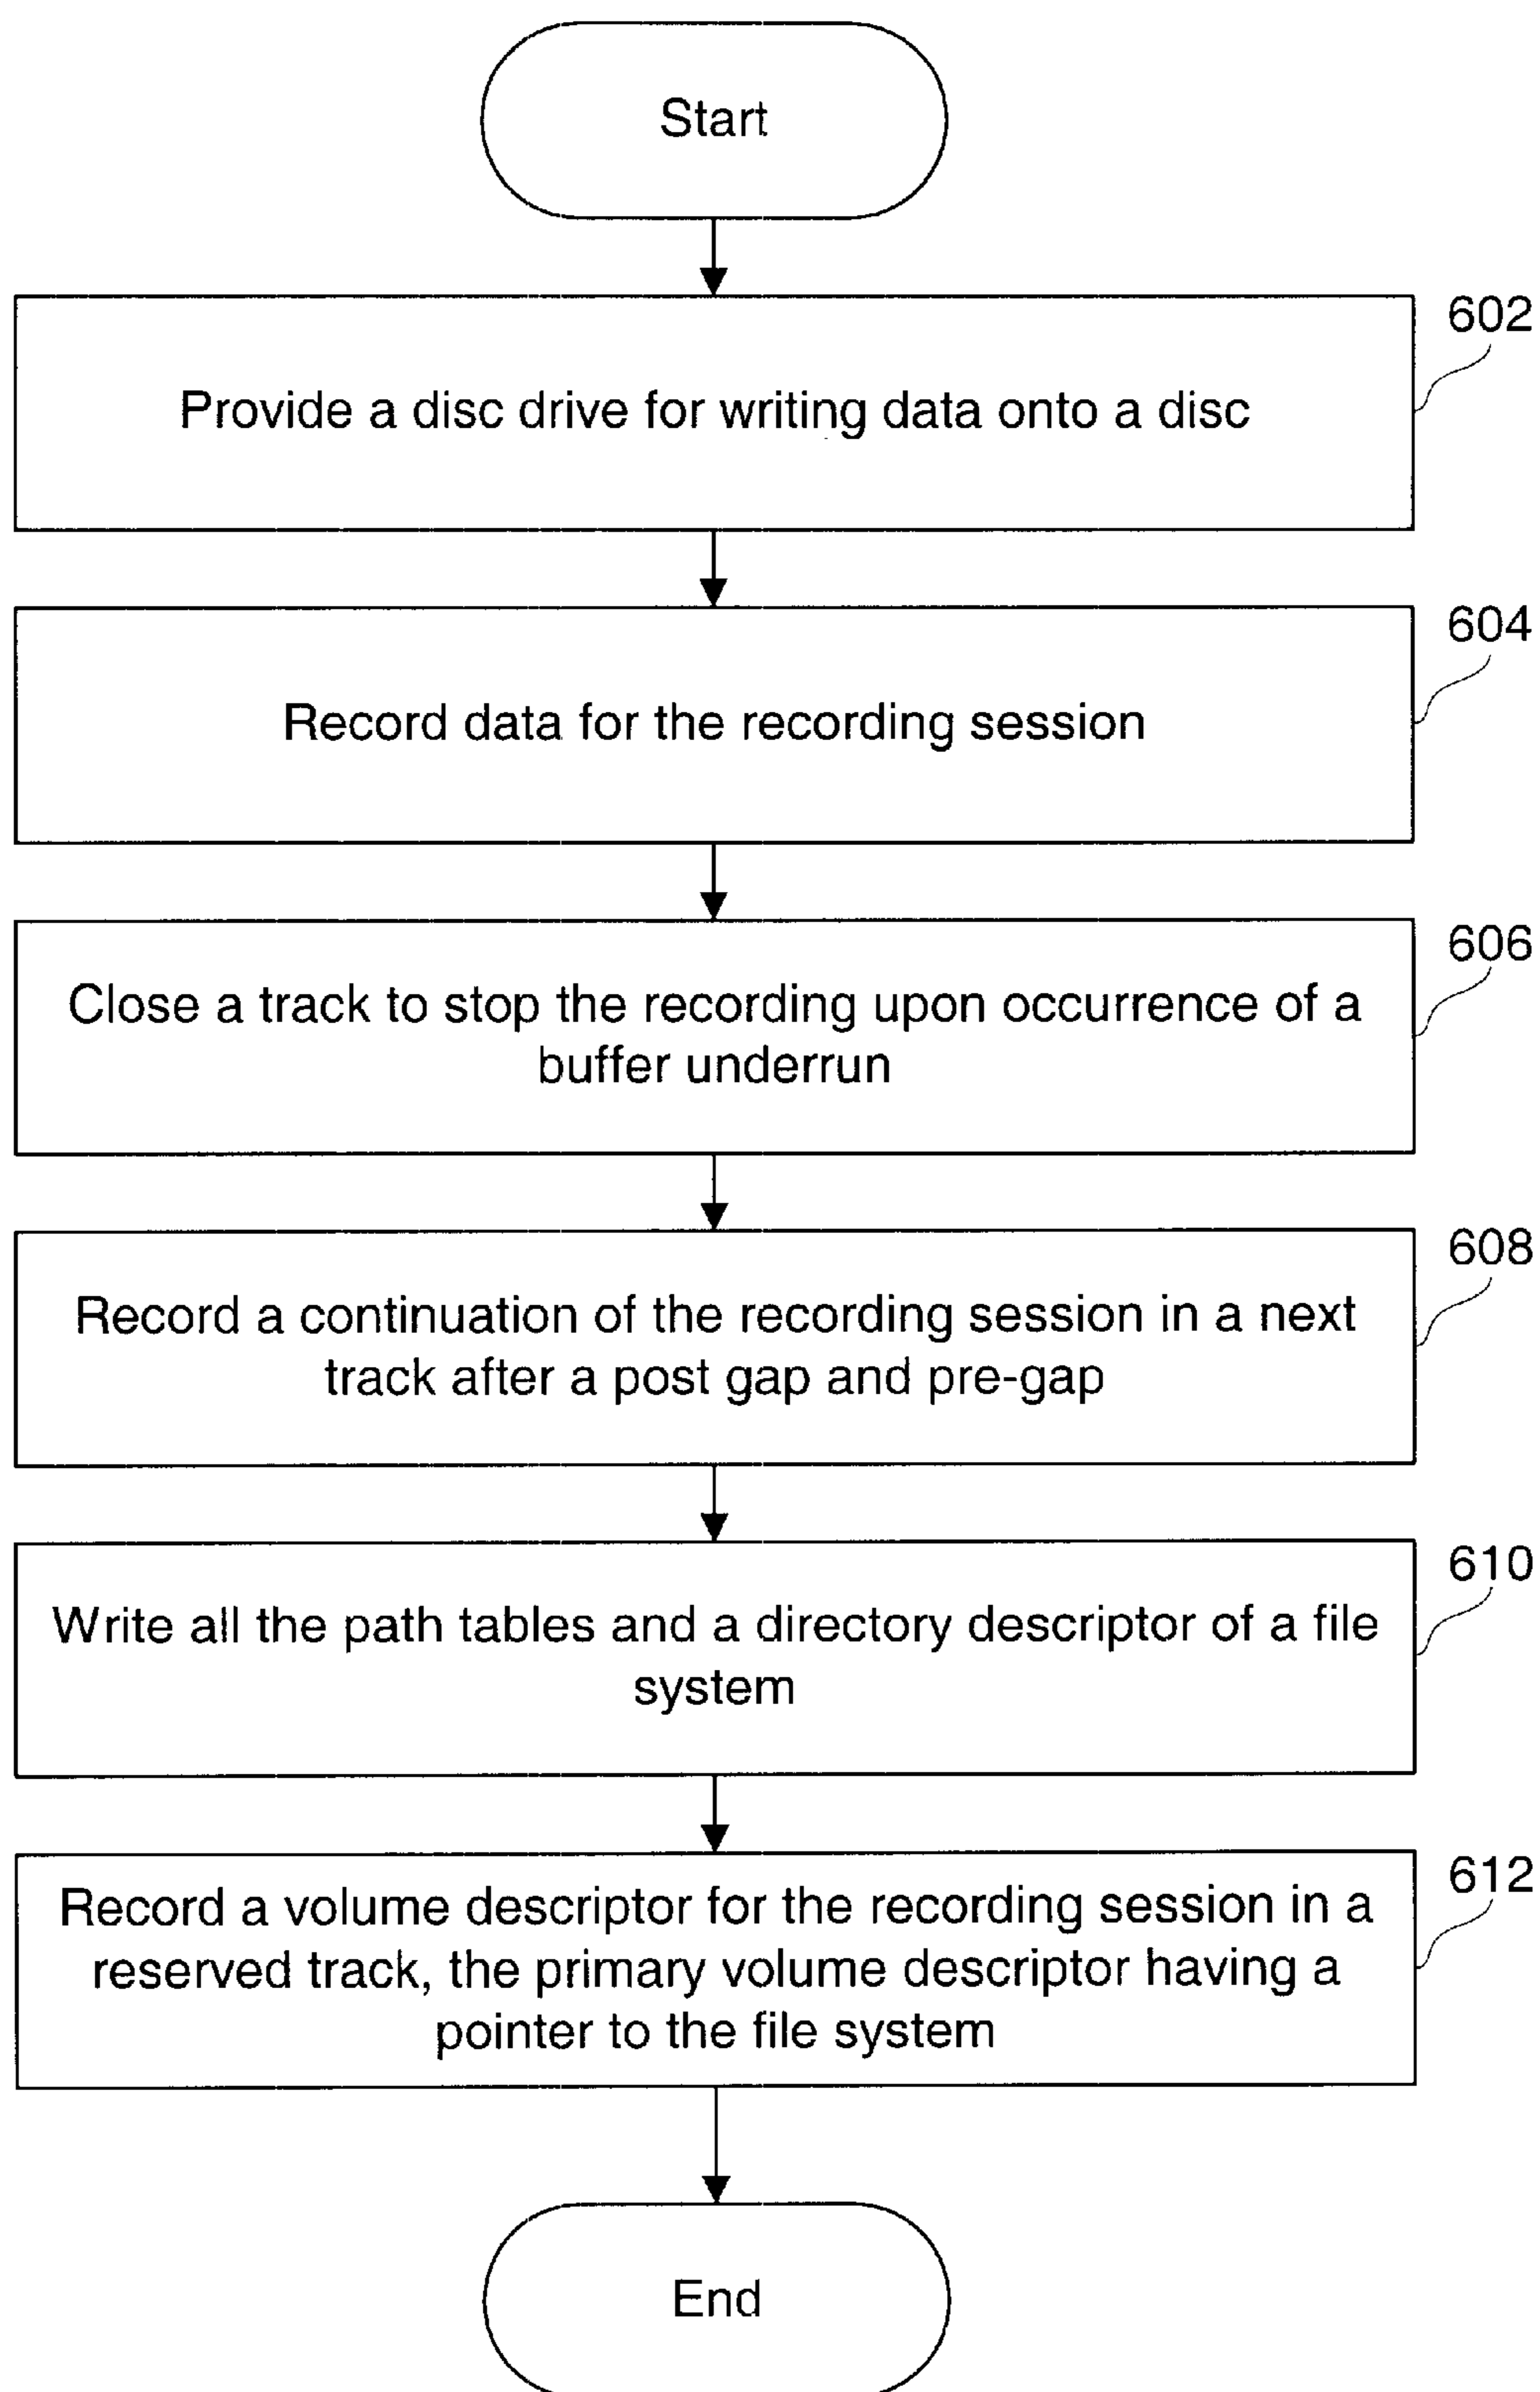 Start
602
Provide a disc drive for writing data onto a disc
604
Record data for the recording session
606
Close a track to stop the recording upon occurrence of a
buffer underrun
608
Record a continuation of the recording session in a next
track after a post gap and pre-gap
610
Write all the path tables and a directory descriptor of a file
system
612
Record a volume descriptor for the recording session in a
reserved track, the primary volume descriptor having a
pointer to the file system
End